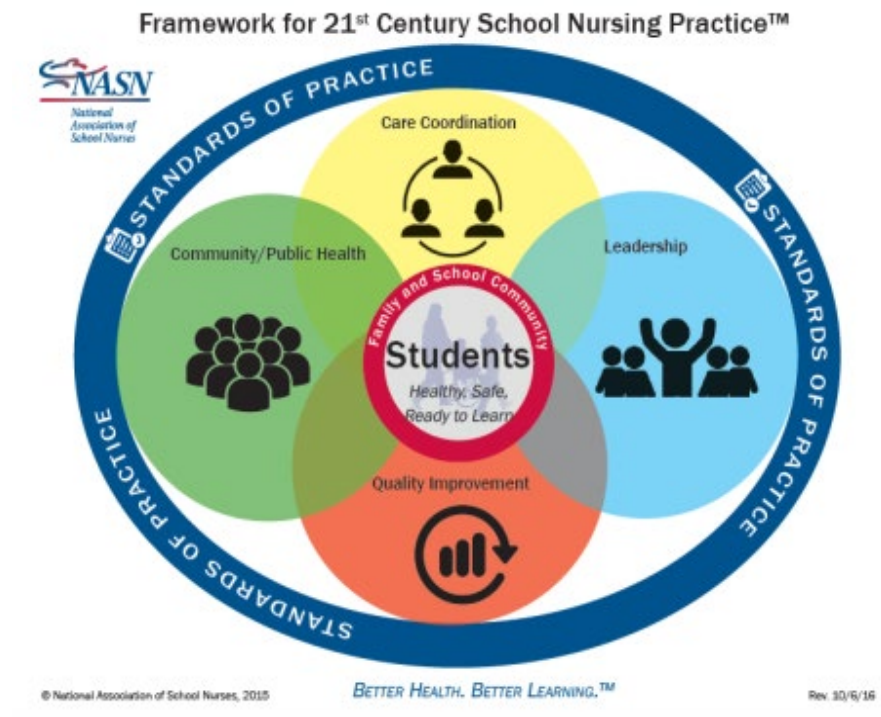 Framework for 21st Century School Nursing Practice™
NASN
National
Association of
School Nurses
STANDARDS OF PRACTICE
STANDARDS OF PRACTICE
STANDARDS OF PRACTICE
Care Coordination
Community/Public Health
Leadership
Family and School Community
Students
Healthy, Safe,
Ready to Learn
Quality Improvement
© National Association of School Nurses, 2015
BETTER HEALTH. BETTER LEARNING.™
Rev. 10/6/16